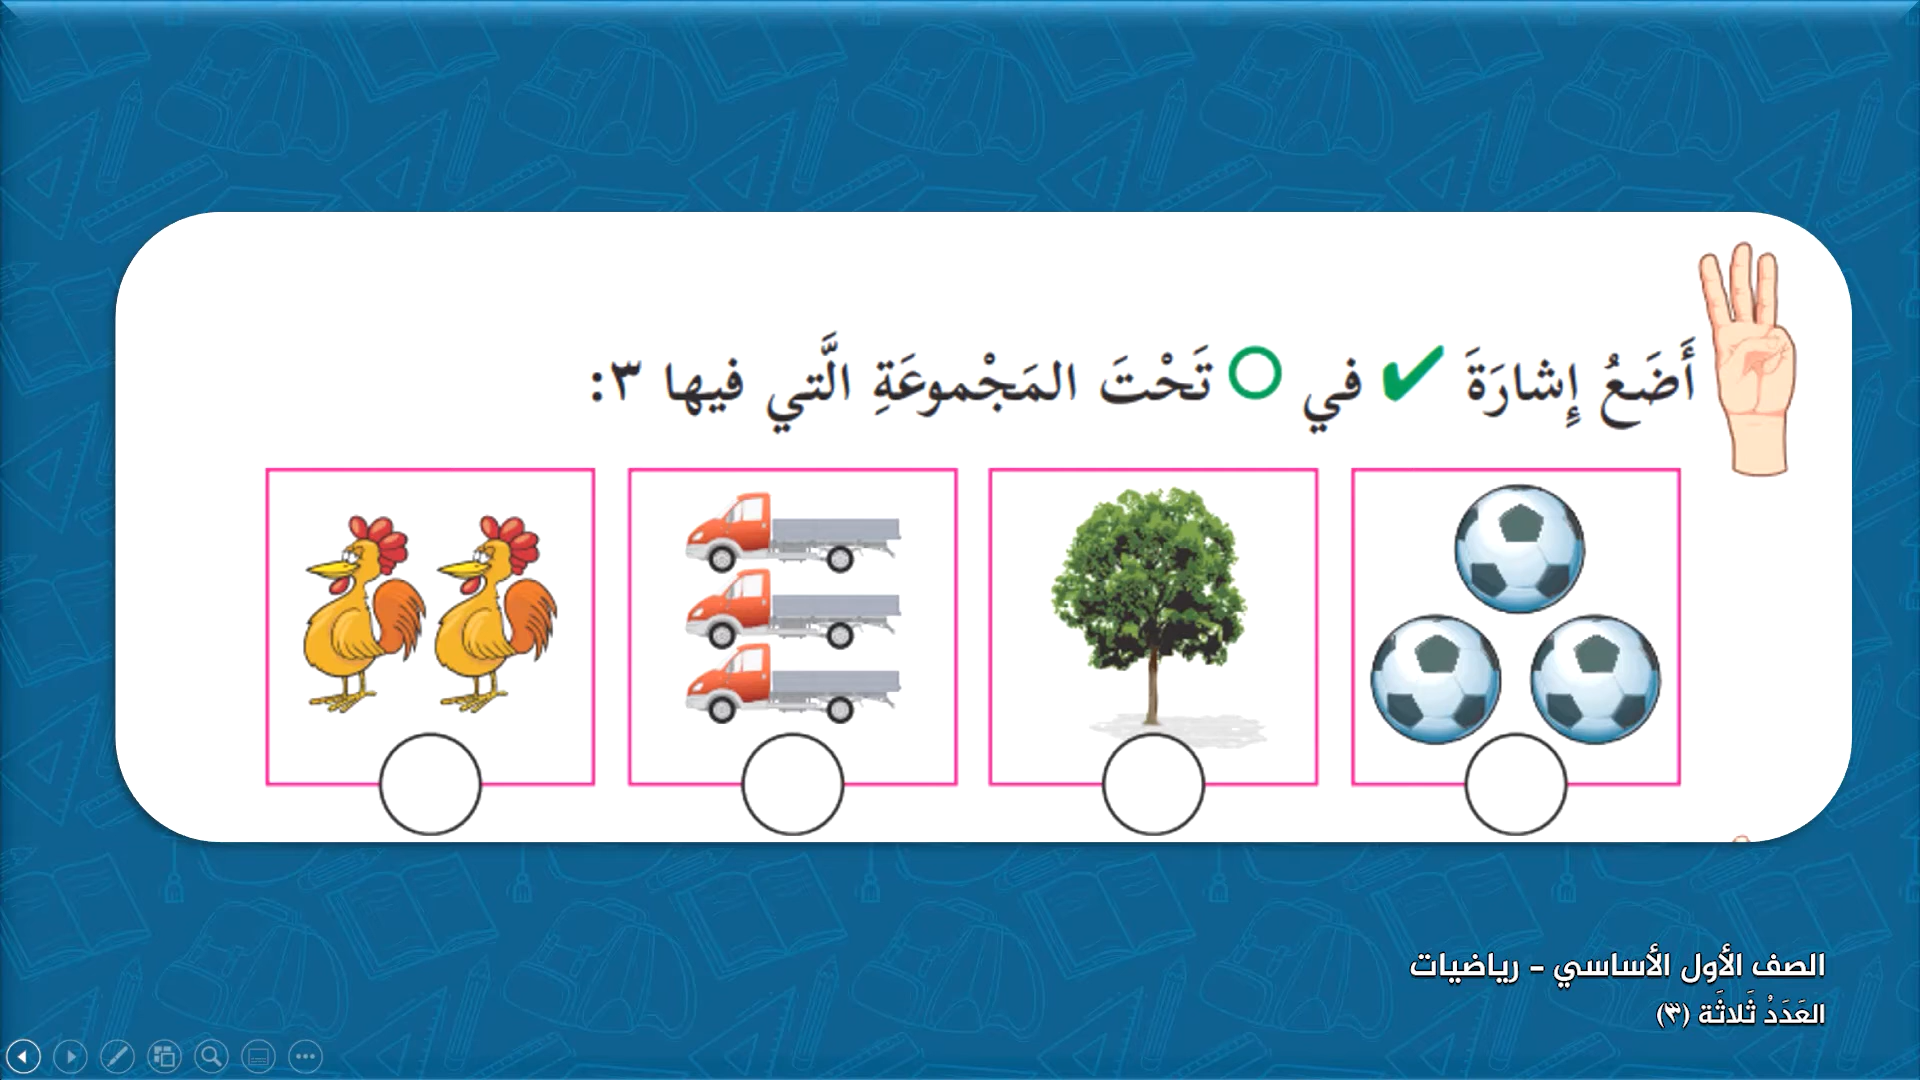 أَضَعُ إِشارَةَ ✔ في ○ تَحْتَ المَجْموعَةِ الَّتي فيها ٣:
الصف الأول الأساسي - رياضيات
العَدَدُ ثَلاثَة (٣)